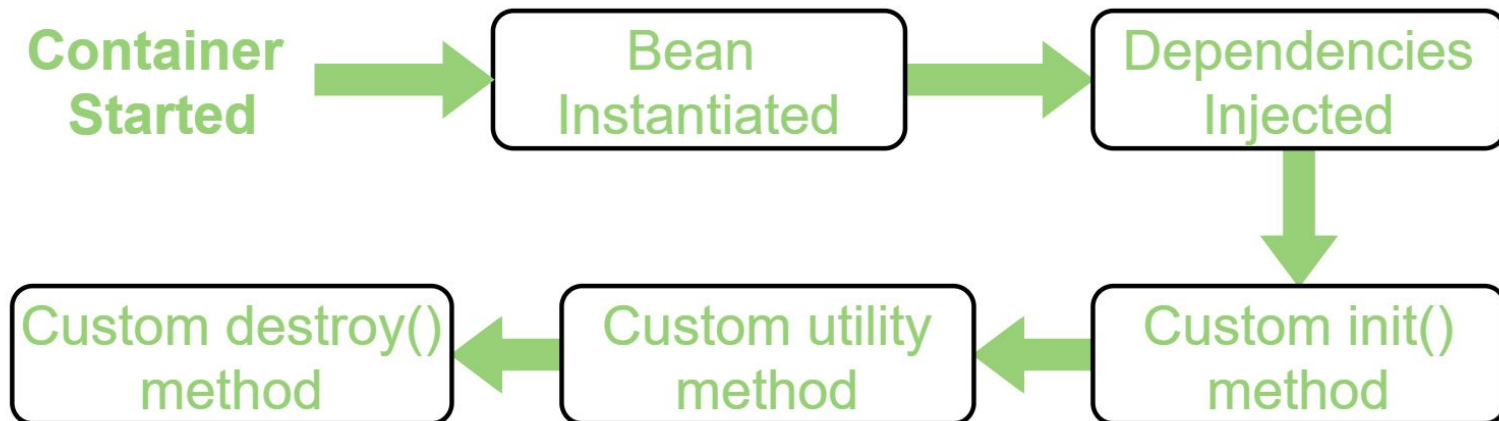 Container
Started
Bean
Instantiated
Dependencies
Injected
Custom init()
method
Custom utility
method
Custom destroy()
method